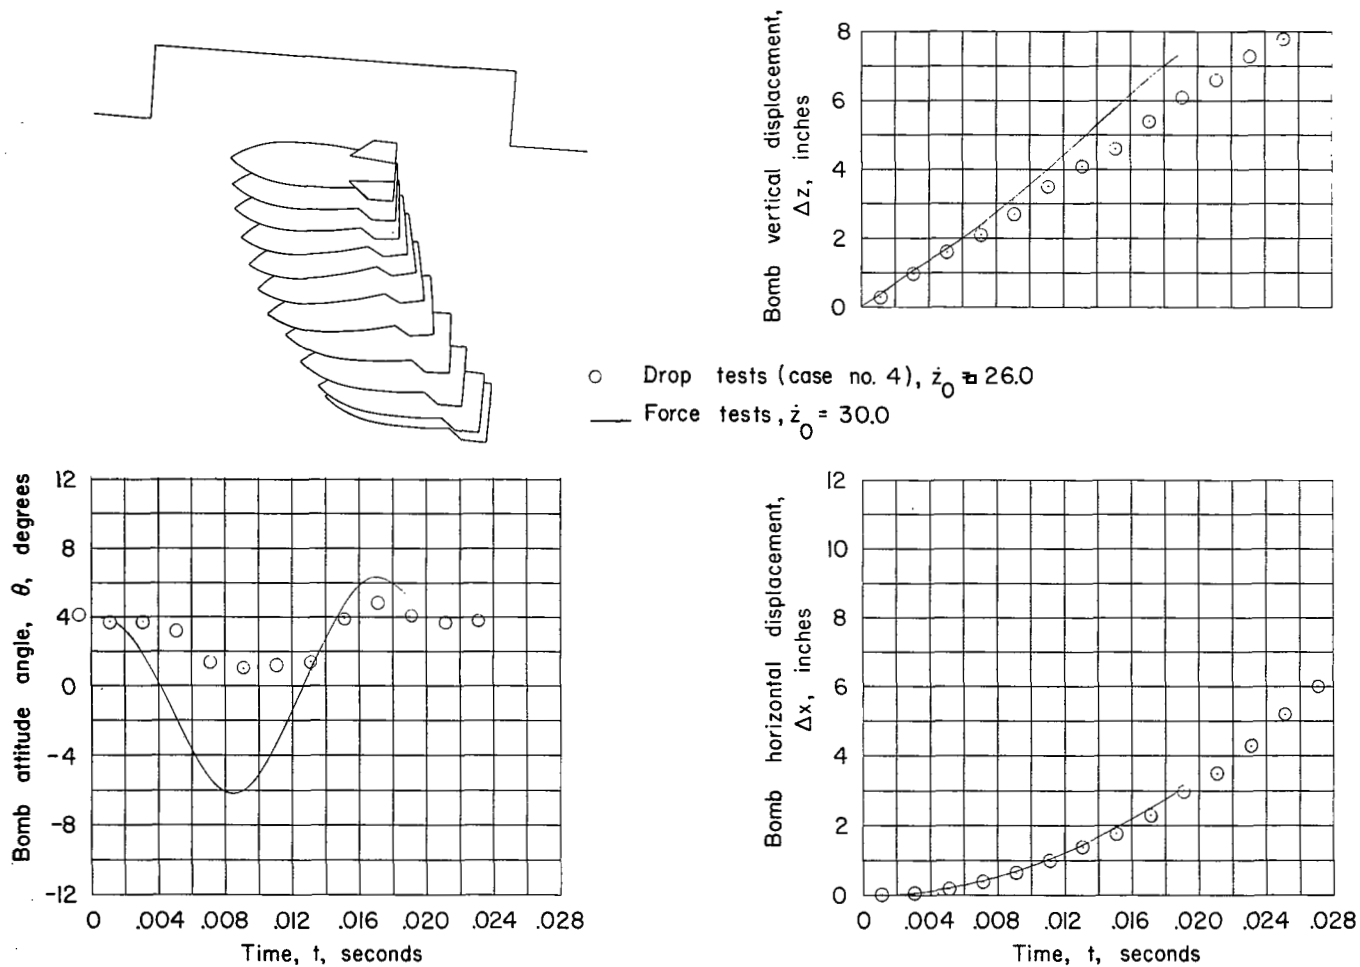 Bomb vertical displacement,
Δz, inches
8
6
4
2
0
○ Drop tests (case no. 4), ż₀ ≈ 26.0
— Force tests, ż₀ = 30.0
Bomb attitude angle, θ, degrees
12
8
4
0
-4
-8
-12
0 .004 .008 .012 .016 .020 .024 .028
Time, t, seconds
Bomb horizontal displacement,
Δx, inches
12
10
8
6
4
2
0
0 .004 .008 .012 .016 .020 .024 .028
Time, t, seconds